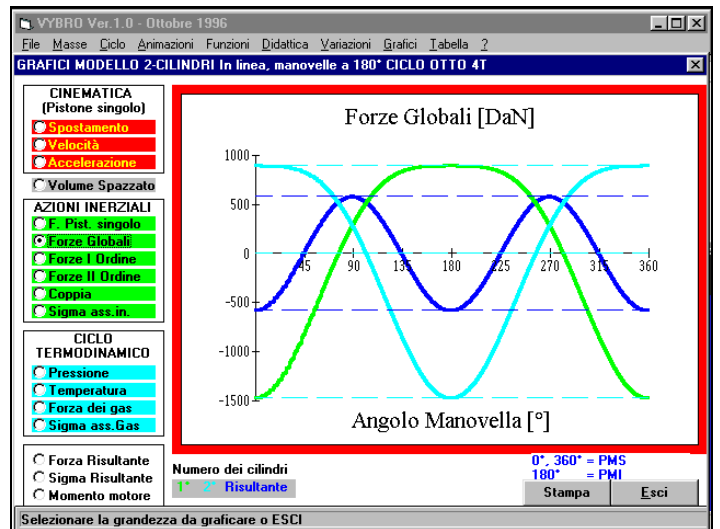 VYBRO Ver.1.0 - Ottobre 1996
File Masse Ciclo Animazioni Funzioni Didattica Variazioni Grafici Tabella ?
GRAFICI MODELLO 2-CILINDRI In linea, manovelle a 180° CICLO OTTO 4T
CINEMATICA
(Pistone singolo)
Spostamento
Velocità
Accelerazione
Volume Spazzato
AZIONI INERZIALI
F. Pist. singolo
Forze Globali
Forze I Ordine
Forze II Ordine
Coppia
Sigma ass.in.
CICLO
TERMODINAMICO
Pressione
Temperatura
Forza dei gas
Sigma ass.Gas
Forza Risultante
Sigma Risultante
Momento motore
Forze Globali [DaN]
1000
500
0
-500
-1000
-1500
45 90 135 180 225 270 315 360
Angolo Manovella [°]
Numero dei cilindri
1° 2° Risultante
0°, 360° = PMS
180° = PMI
Stampa Esci
Selezionare la grandezza da graficare o ESCI